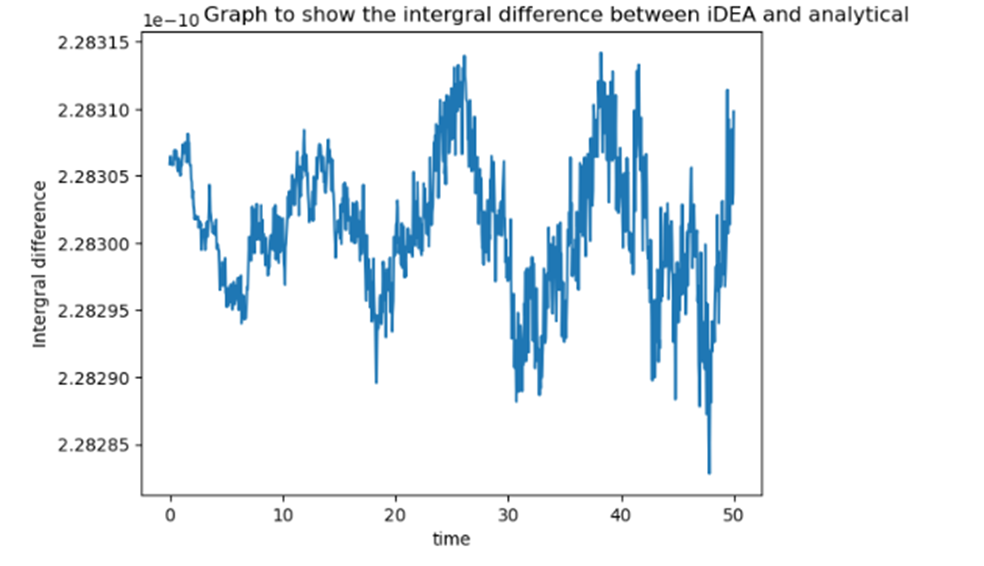 1e−10 Graph to show the intergral difference between iDEA and analytical
2.28315
2.28310
2.28305
2.28300
2.28295
2.28290
2.28285
Intergral difference
0 10 20 30 40 50
time